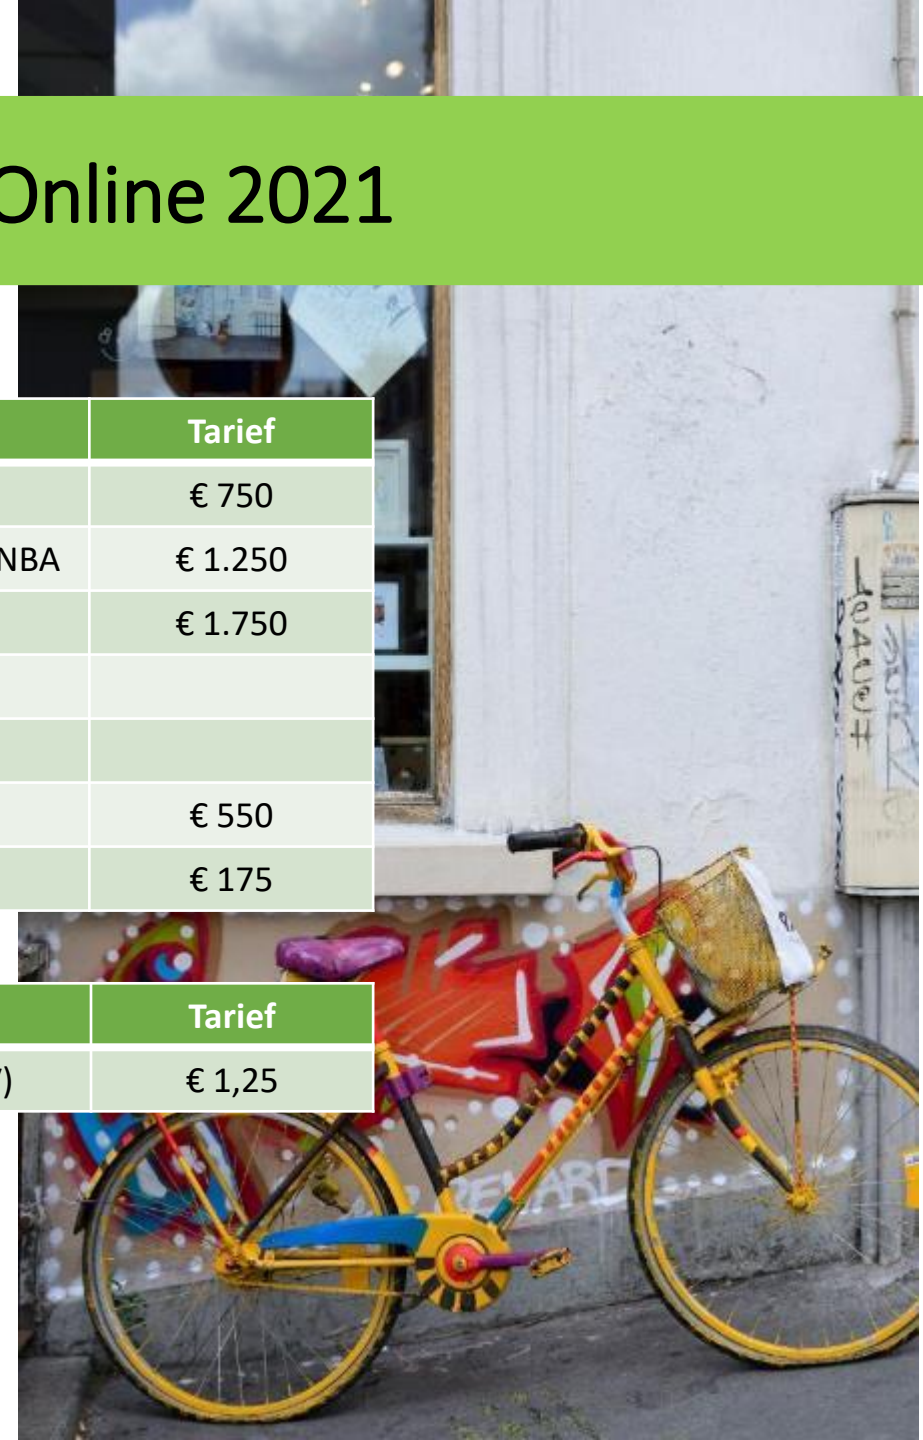 Online 2021
Tarief
€ 750
NBA € 1.250
€ 1.750
€ 550
€ 175
Tarief
) € 1,25